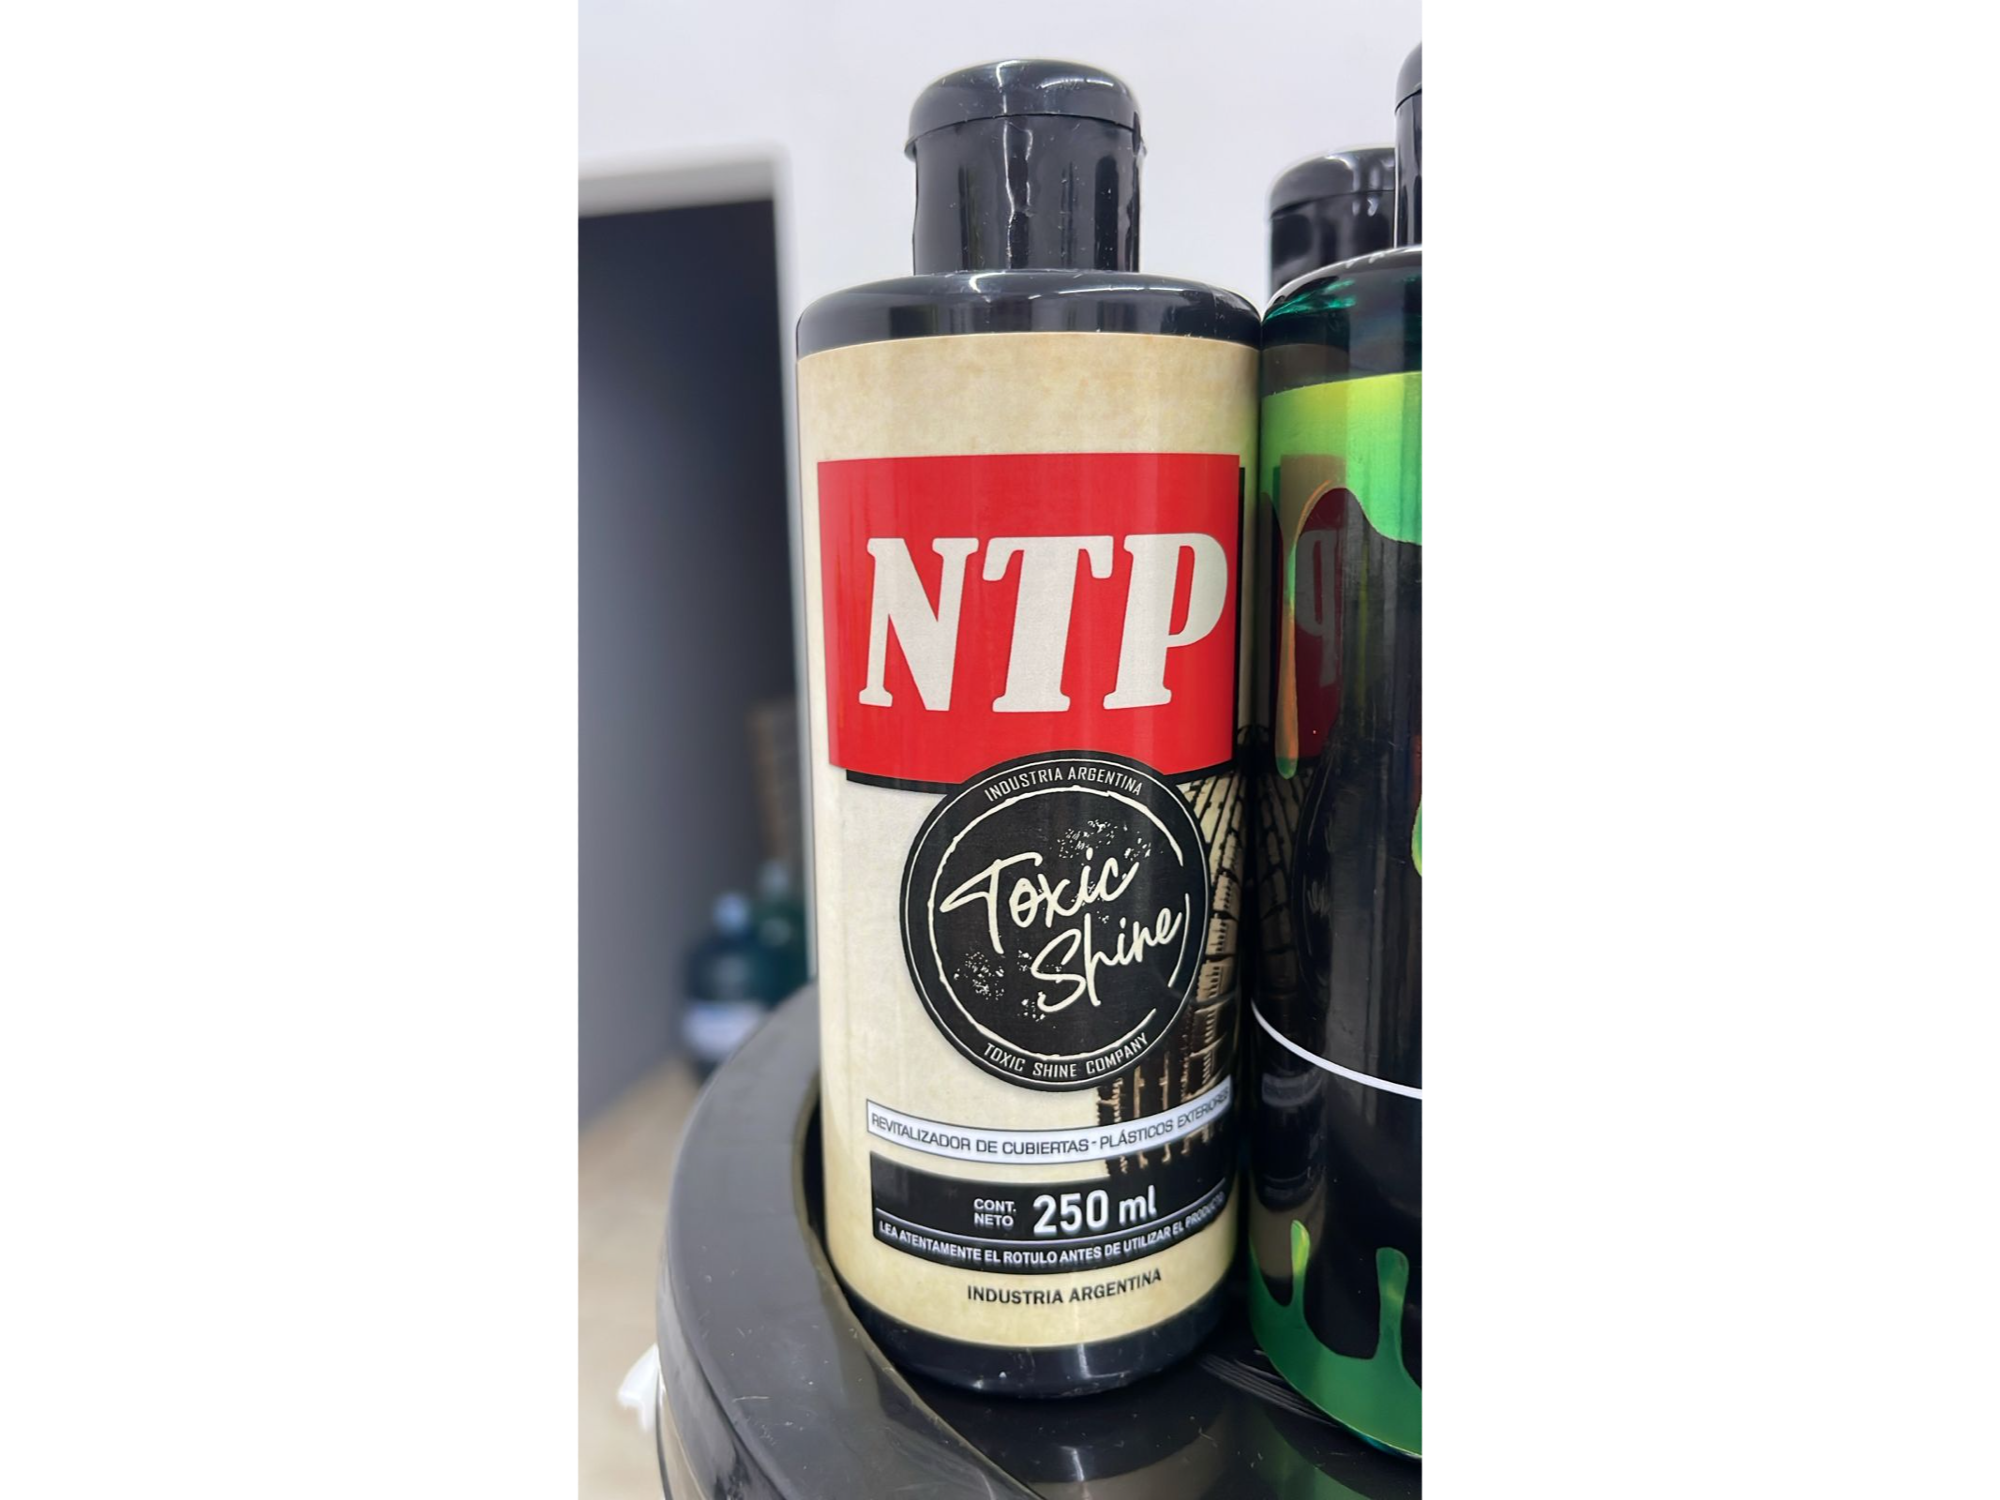 NTP
INDUSTRIA ARGENTINA
Toxic
Shine
TOXIC SHINE COMPANY
REVITALIZADOR DE CUBIERTAS - PLÁSTICOS EXTERIORES
CONT.
NETO
250 ml
LEA ATENTAMENTE EL ROTULO ANTES DE UTILIZAR EL PRODUCTO
INDUSTRIA ARGENTINA